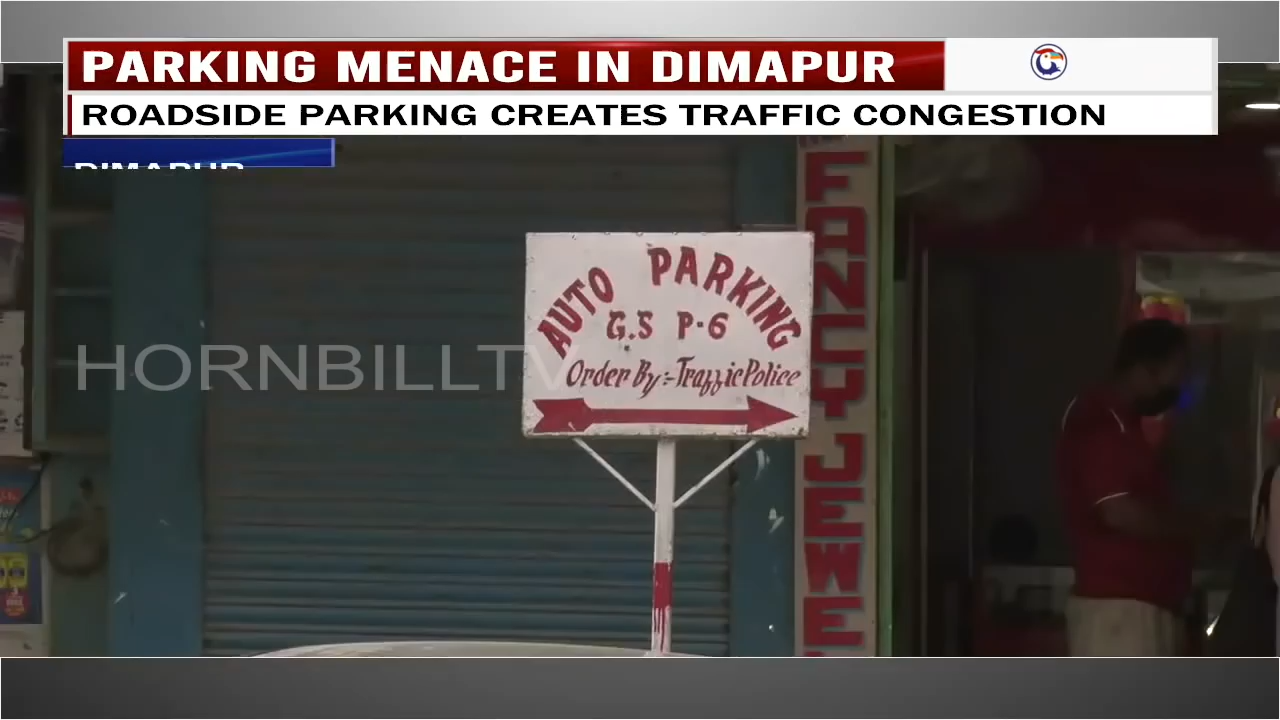 PARKING MENACE IN DIMAPUR
ROADSIDE PARKING CREATES TRAFFIC CONGESTION
DIMAPUR
HORNBILLTV
AUTO PARKING
G.S P-6
Order By:-Traffic Police
FANCY JEWE